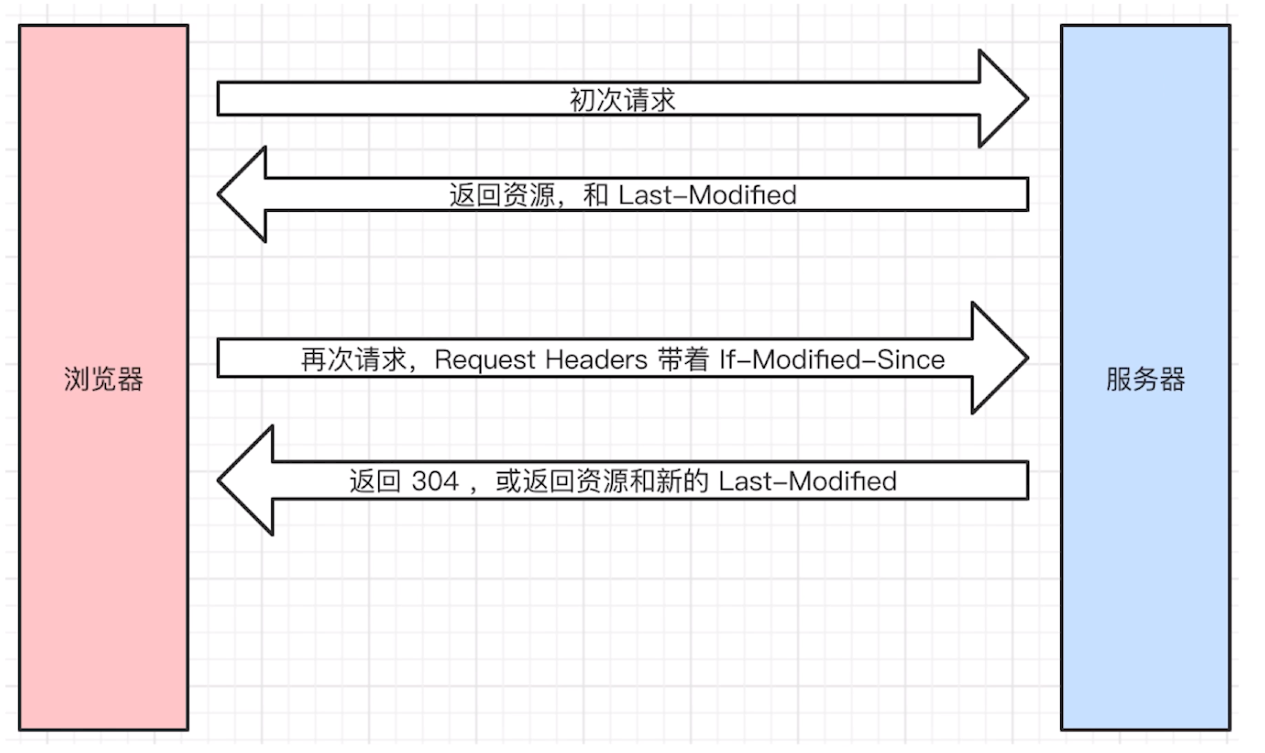 初次请求
返回资源，和 Last-Modified
再次请求，Request Headers 带着 If-Modified-Since
浏览器
服务器
返回 304 ，或返回资源和新的 Last-Modified